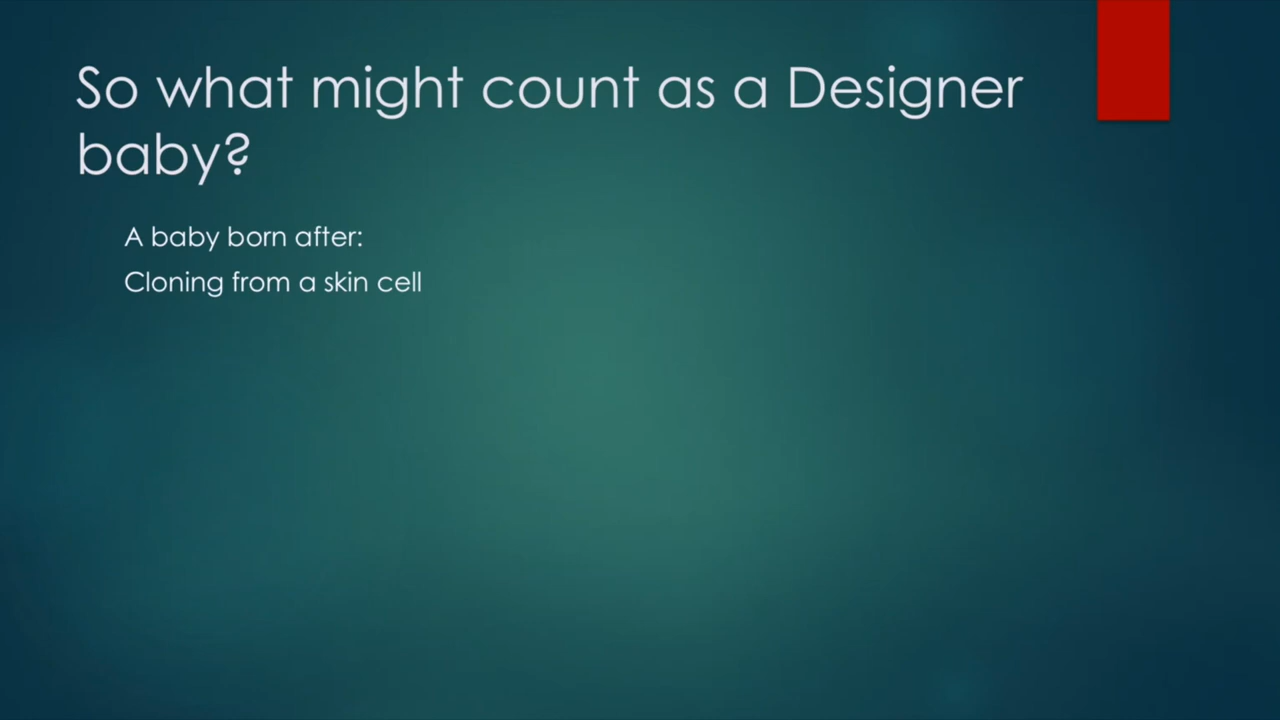 So what might count as a Designer
baby?
A baby born after:
Cloning from a skin cell